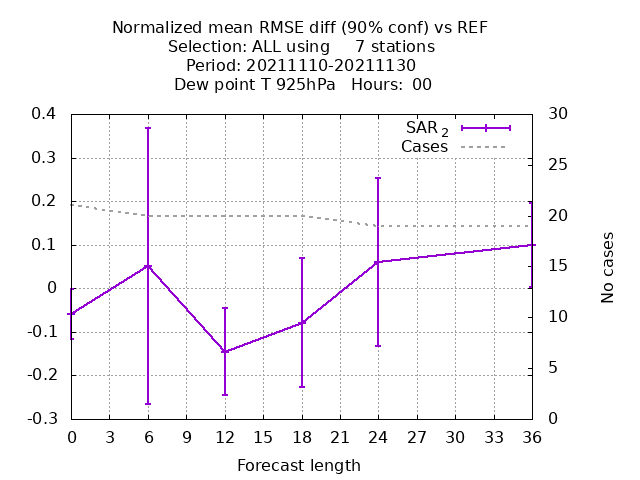 Normalized mean RMSE diff (90% conf) vs REF
Selection: ALL using     7 stations
Period: 20211110-20211130
Dew point T 925hPa   Hours: 00
0.4
0.3
0.2
0.1
0
-0.1
-0.2
-0.3
30
25
20
15
10
5
0
SAR 2
Cases
No cases
0 3 6 9 12 15 18 21 24 27 30 33 36
Forecast length